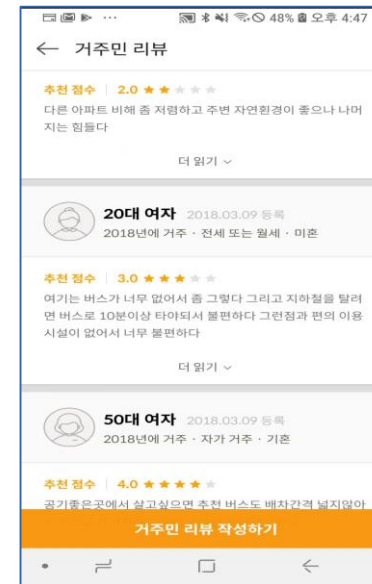 48% 오후 4:47
← 거주민 리뷰
추천 점수 | 2.0 ★★★★★
다른 아파트 비해 좀 저렴하고 주변 자연환경이 좋으나 나머
지는 힘들다
더 읽기
20대 여자 2018.03.09 등록
2018년에 거주 · 전세 또는 월세 · 미혼
추천 점수 | 3.0 ★★★★★
여기는 버스가 너무 없어서 좀 그렇다 그리고 지하철을 탈려
면 버스로 10분이상 타야되서 불편하다 그런점과 편의 이용
시설이 없어서 너무 불편하다
더 읽기
50대 여자 2018.03.09 등록
2018년에 거주 · 자가 거주 · 기혼
추천 점수 | 4.0 ★★★★★
공기좋은곳에서 살고싶으면 추천 버스도 배차간격 넓지않아
거주민 리뷰 작성하기